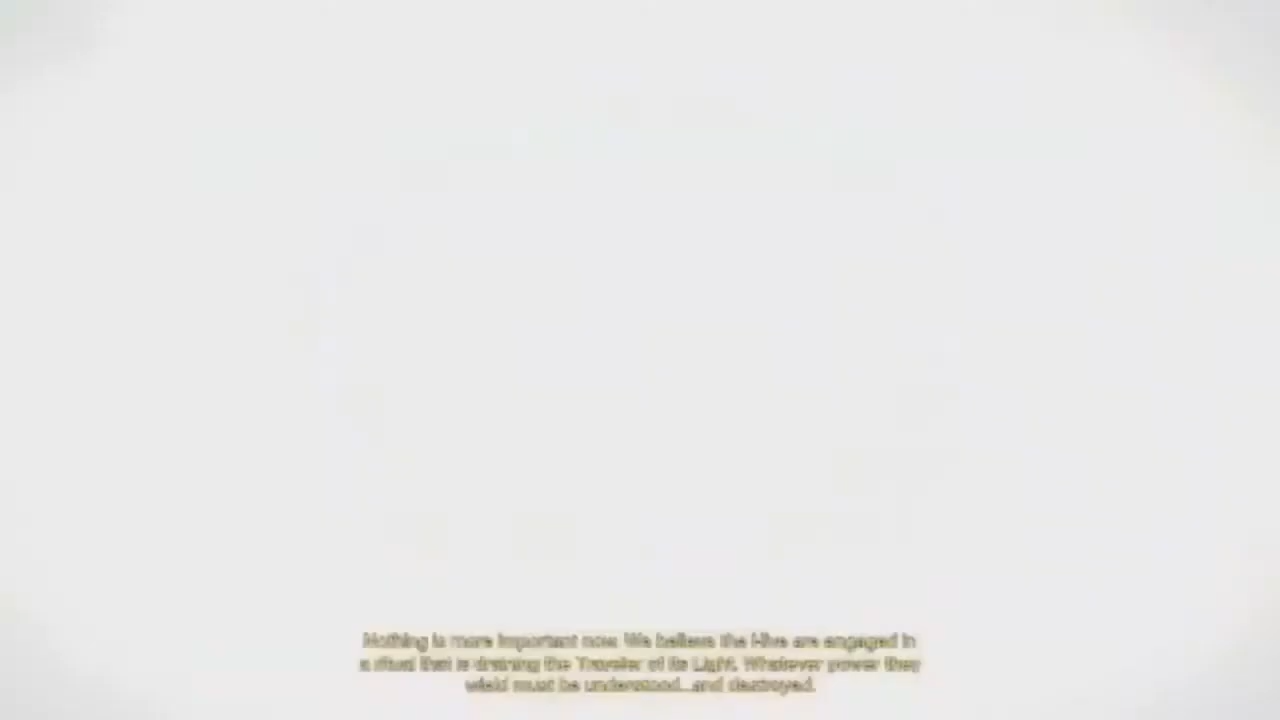 Nothing is more important now. We believe the Hive are engaged in
a ritual that is draining the Traveler of its Light. Whatever power they
wield must be understood...and destroyed.